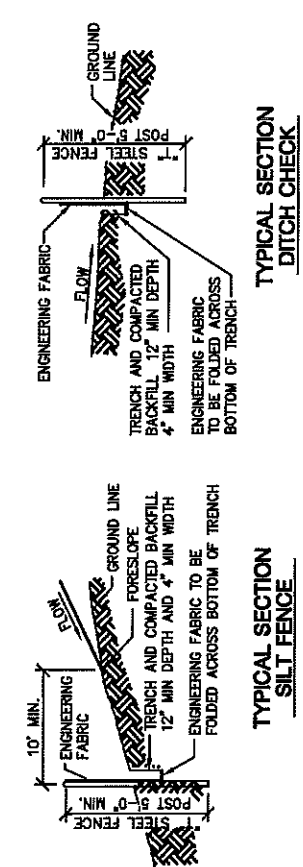 FLOW
10' MIN.
ENGINEERING
FABRIC
GROUND LINE
FORESLOPE
TRENCH AND COMPACTED BACKFILL
12" MIN DEPTH AND 4" MIN WIDTH
ENGINEERING FABRIC TO BE
FOLDED ACROSS BOTTOM OF TRENCH
"T" STEEL FENCE
POST 5'-0" MIN.
TYPICAL SECTION
SILT FENCE
ENGINEERING FABRIC
FLOW
GROUND
LINE
"T" STEEL FENCE
POST 5'-0" MIN.
TRENCH AND COMPACTED
BACKFILL 12" MIN DEPTH
4" MIN WIDTH
ENGINEERING FABRIC
TO BE FOLDED ACROSS
BOTTOM OF TRENCH
TYPICAL SECTION
DITCH CHECK